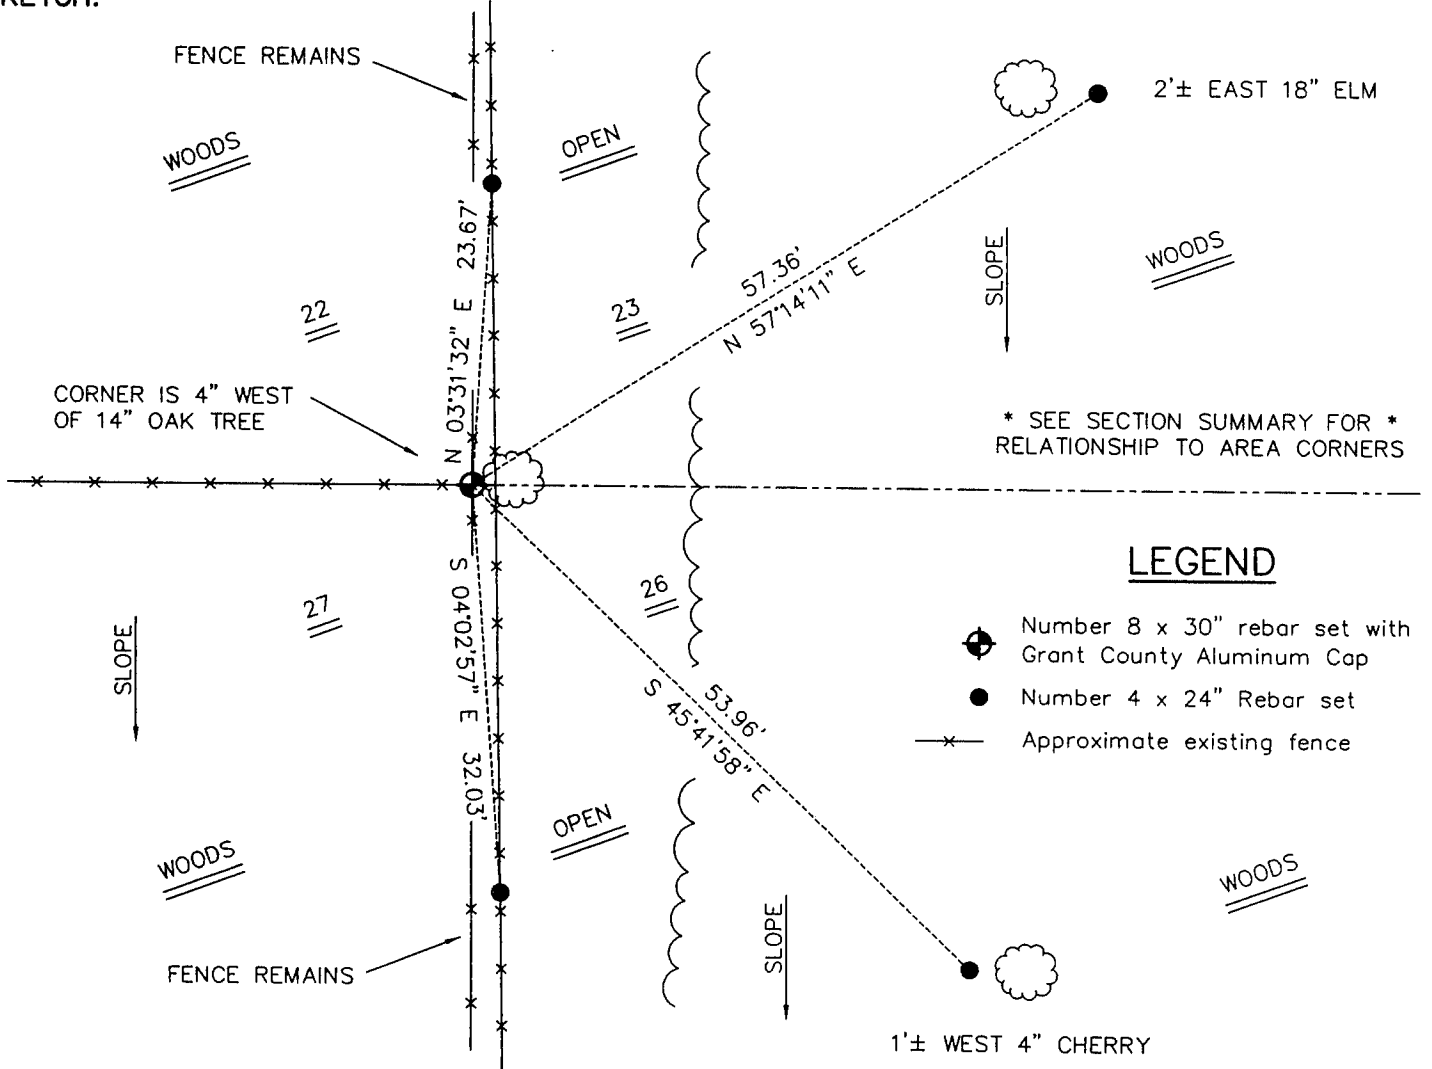 FENCE REMAINS
2'± EAST 18" ELM
WOODS
OPEN
N 03°31'32" E 23.67'
57.36'
N 57°14'11" E
SLOPE
WOODS
22
23
CORNER IS 4" WEST
OF 14" OAK TREE
* SEE SECTION SUMMARY FOR *
RELATIONSHIP TO AREA CORNERS
LEGEND
Number 8 x 30" rebar set with
Grant County Aluminum Cap
Number 4 x 24" Rebar set
Approximate existing fence
27
26
SLOPE
S 04°02'57" E 32.03'
53.96'
S 45°41'58" E
WOODS
OPEN
SLOPE
WOODS
FENCE REMAINS
1'± WEST 4" CHERRY